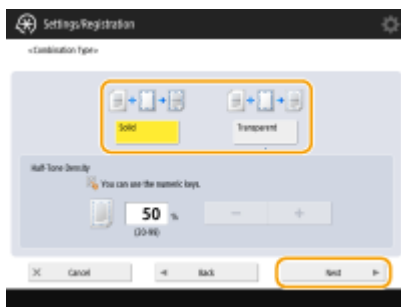 Settings/Registration
<Combination Type>
Solid
Transparent
Half-Tone Density
You can use the numeric keys.
50 %
(20-99)
− +
× Cancel
◄ Back
Next ►